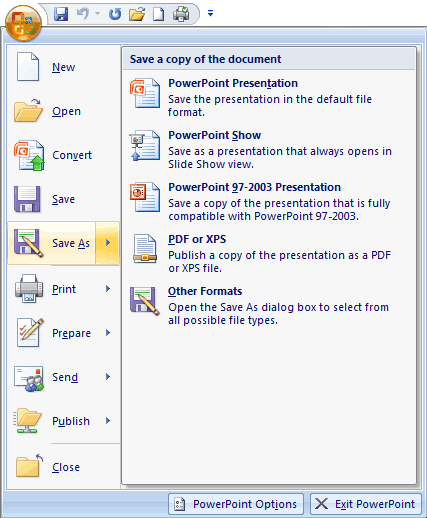 New
Open
Convert
Save
Save As
Print
Prepare
Send
Publish
Close
Save a copy of the document
PowerPoint Presentation
Save the presentation in the default file
format.
PowerPoint Show
Save as a presentation that always opens in
Slide Show view.
PowerPoint 97-2003 Presentation
Save a copy of the presentation that is fully
compatible with PowerPoint 97-2003.
PDF or XPS
Publish a copy of the presentation as a PDF
or XPS file.
Other Formats
Open the Save As dialog box to select from
all possible file types.
PowerPoint Options
Exit PowerPoint